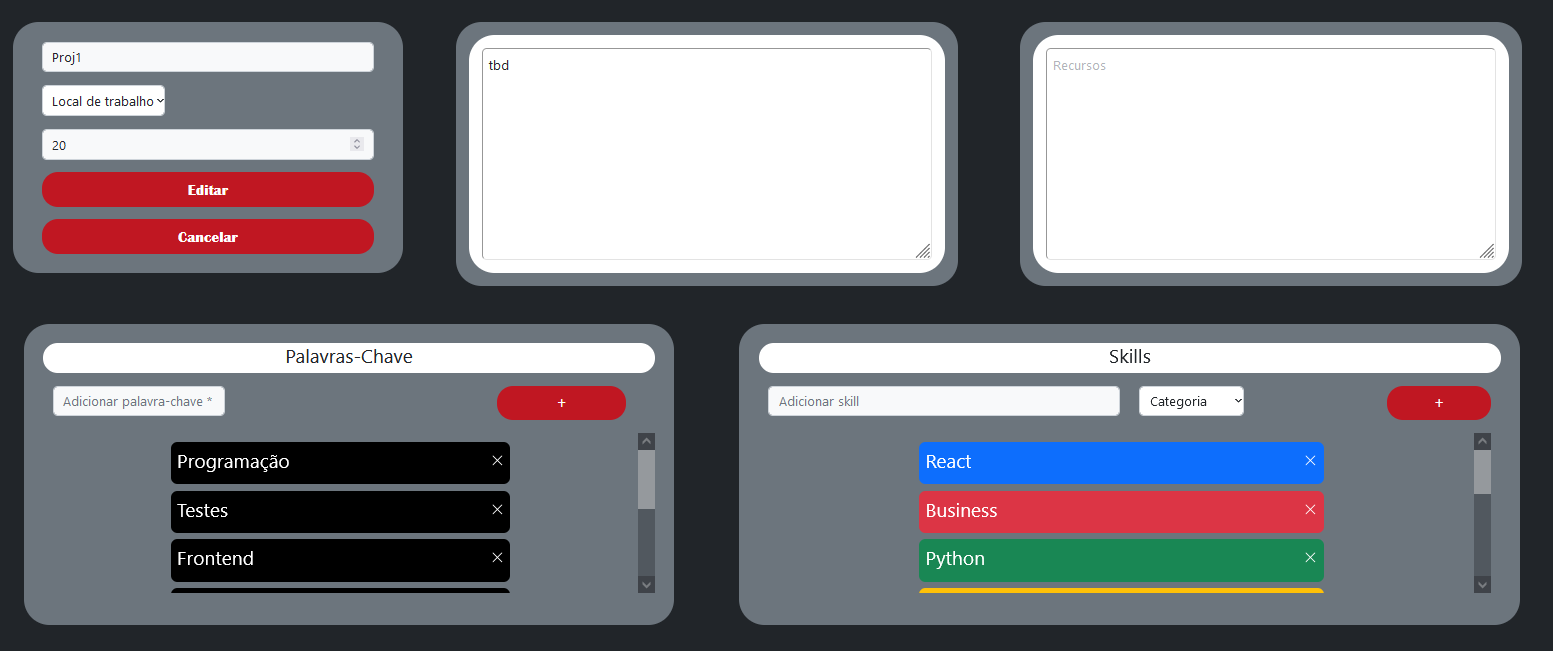 Proj1
Local de trabalho
20
Editar
Cancelar
tbd
Recursos
Palavras-Chave
Adicionar palavra-chave *
+
Programação
Testes
Frontend
Skills
Adicionar skill
Categoria
+
React
Business
Python